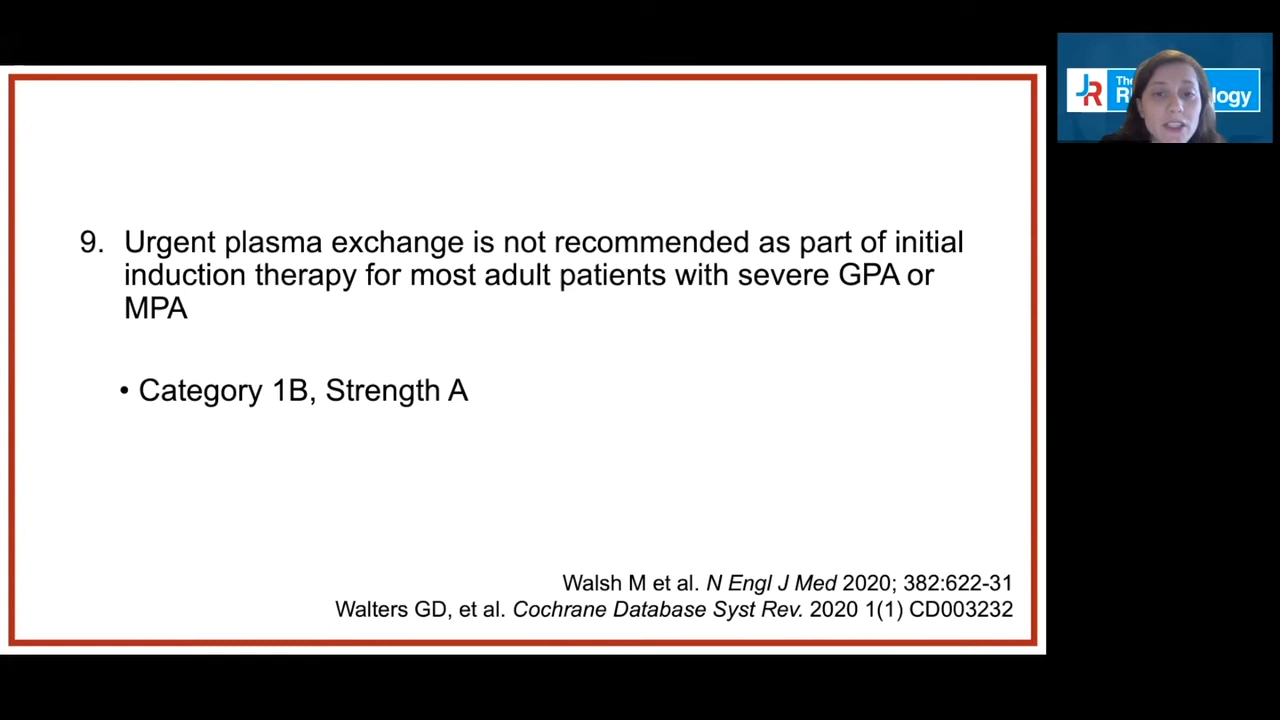 9. Urgent plasma exchange is not recommended as part of initial
induction therapy for most adult patients with severe GPA or
MPA
• Category 1B, Strength A
Walsh M et al. N Engl J Med 2020; 382:622-31
Walters GD, et al. Cochrane Database Syst Rev. 2020 1(1) CD003232
JR